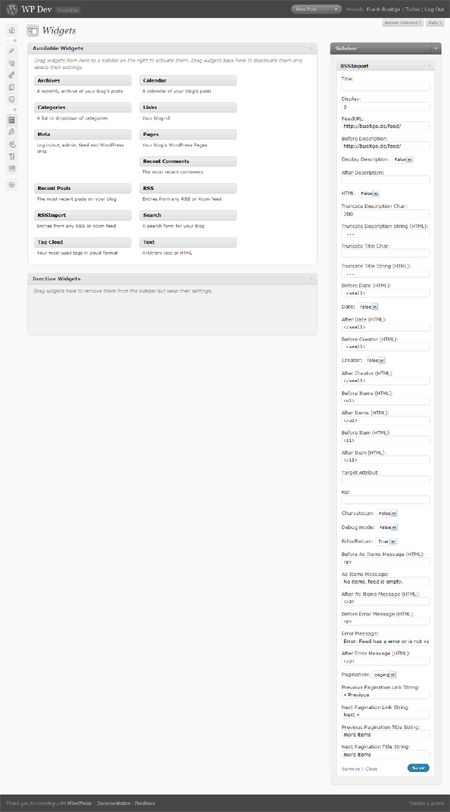 WP Dev
New Post
Howdy, Frank Bueltge | Turbo | Log Out
Screen Options
Help
Widgets
Available Widgets
Drag widgets from here to a sidebar on the right to activate them. Drag widgets back here to deactivate them and
delete their settings.
Archives
A monthly archive of your blog's posts
Calendar
A calendar of your blog's posts
Categories
A list or dropdown of categories
Links
Your blogroll
Meta
Log in/out, admin, feed and WordPress
links
Pages
Your blog's WordPress Pages
Recent Comments
The most recent comments
Recent Posts
The most recent posts on your blog
RSS
Entries from any RSS or Atom feed
RSSImport
Entries from any RSS or Atom feed
Search
A search form for your blog
Tag Cloud
Your most used tags in cloud format
Text
Arbitrary text or HTML
Inactive Widgets
Drag widgets here to remove them from the sidebar but keep their settings.
Sidebar
RSSImport
Title:
Display:
5
FeedURL:
http://bueltge.de/feed/
Before Description:
http://bueltge.de/feed/
Display Description: False
After Description:
HTML: False
Truncate Description Char:
200
Truncate Description String (HTML):
...
Truncate Title Char:
Truncate Title String (HTML):
...
Before Date (HTML):
<small>
Date: False
After Date (HTML):
</small>
Before Creator (HTML):
<small>
Creator: False
After Creator (HTML):
</small>
Before Items (HTML):
<ul>
After Items (HTML):
</ul>
Before Item (HTML):
<li>
After Item (HTML):
</li>
Target Attribut:
Rel:
Charsetscan: False
Debug mode: False
Echo/Return: True
Before No Items Message (HTML):
<p>
No Items Message:
No items, feed is empty.
After No Items Message (HTML):
</p>
Before Error Message (HTML):
<p>
Error Message:
Error: Feed has a error or is not va
After Error Message (HTML):
</p>
Pagination: paging
Previous Pagination Link String:
« Previous
Next Pagination Link String:
Next »
Previous Pagination Title String:
more items
Next Pagination Title String:
more items
Remove | Close
Save
Thank you for creating with WordPress | Documentation | Feedback